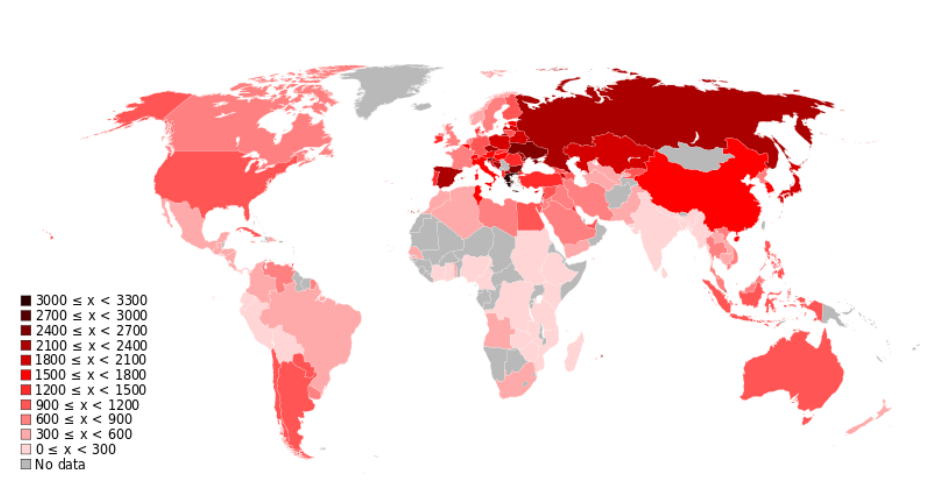 3000 ≤ x < 3300
2700 ≤ x < 3000
2400 ≤ x < 2700
2100 ≤ x < 2400
1800 ≤ x < 2100
1500 ≤ x < 1800
1200 ≤ x < 1500
900 ≤ x < 1200
600 ≤ x < 900
300 ≤ x < 600
0 ≤ x < 300
No data